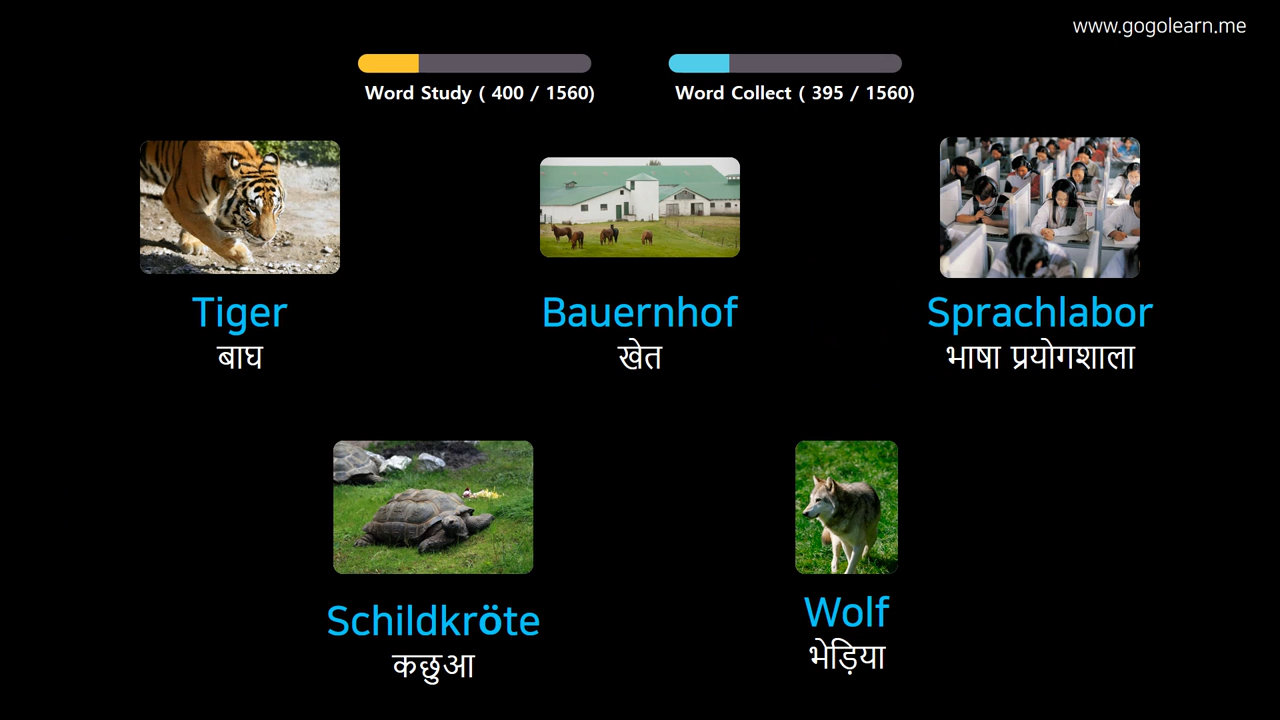 www.gogolearn.me
Word Study ( 400 / 1560)
Word Collect ( 395 / 1560)
Tiger
बाघ
Bauernhof
खेत
Sprachlabor
भाषा प्रयोगशाला
Schildkröte
कछुआ
Wolf
भेड़िया